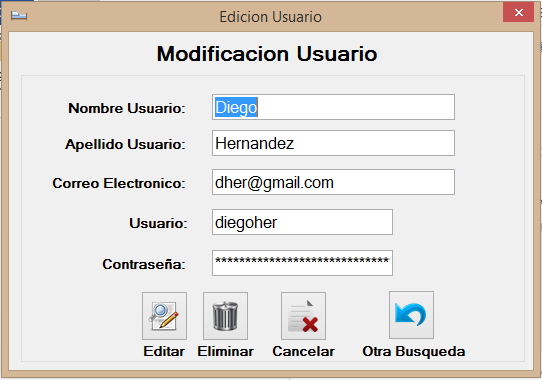 Edicion Usuario
Modificacion Usuario
Nombre Usuario: Diego
Apellido Usuario: Hernandez
Correo Electronico: dher@gmail.com
Usuario: diegoher
Contraseña: *****************************
Editar Eliminar Cancelar Otra Busqueda